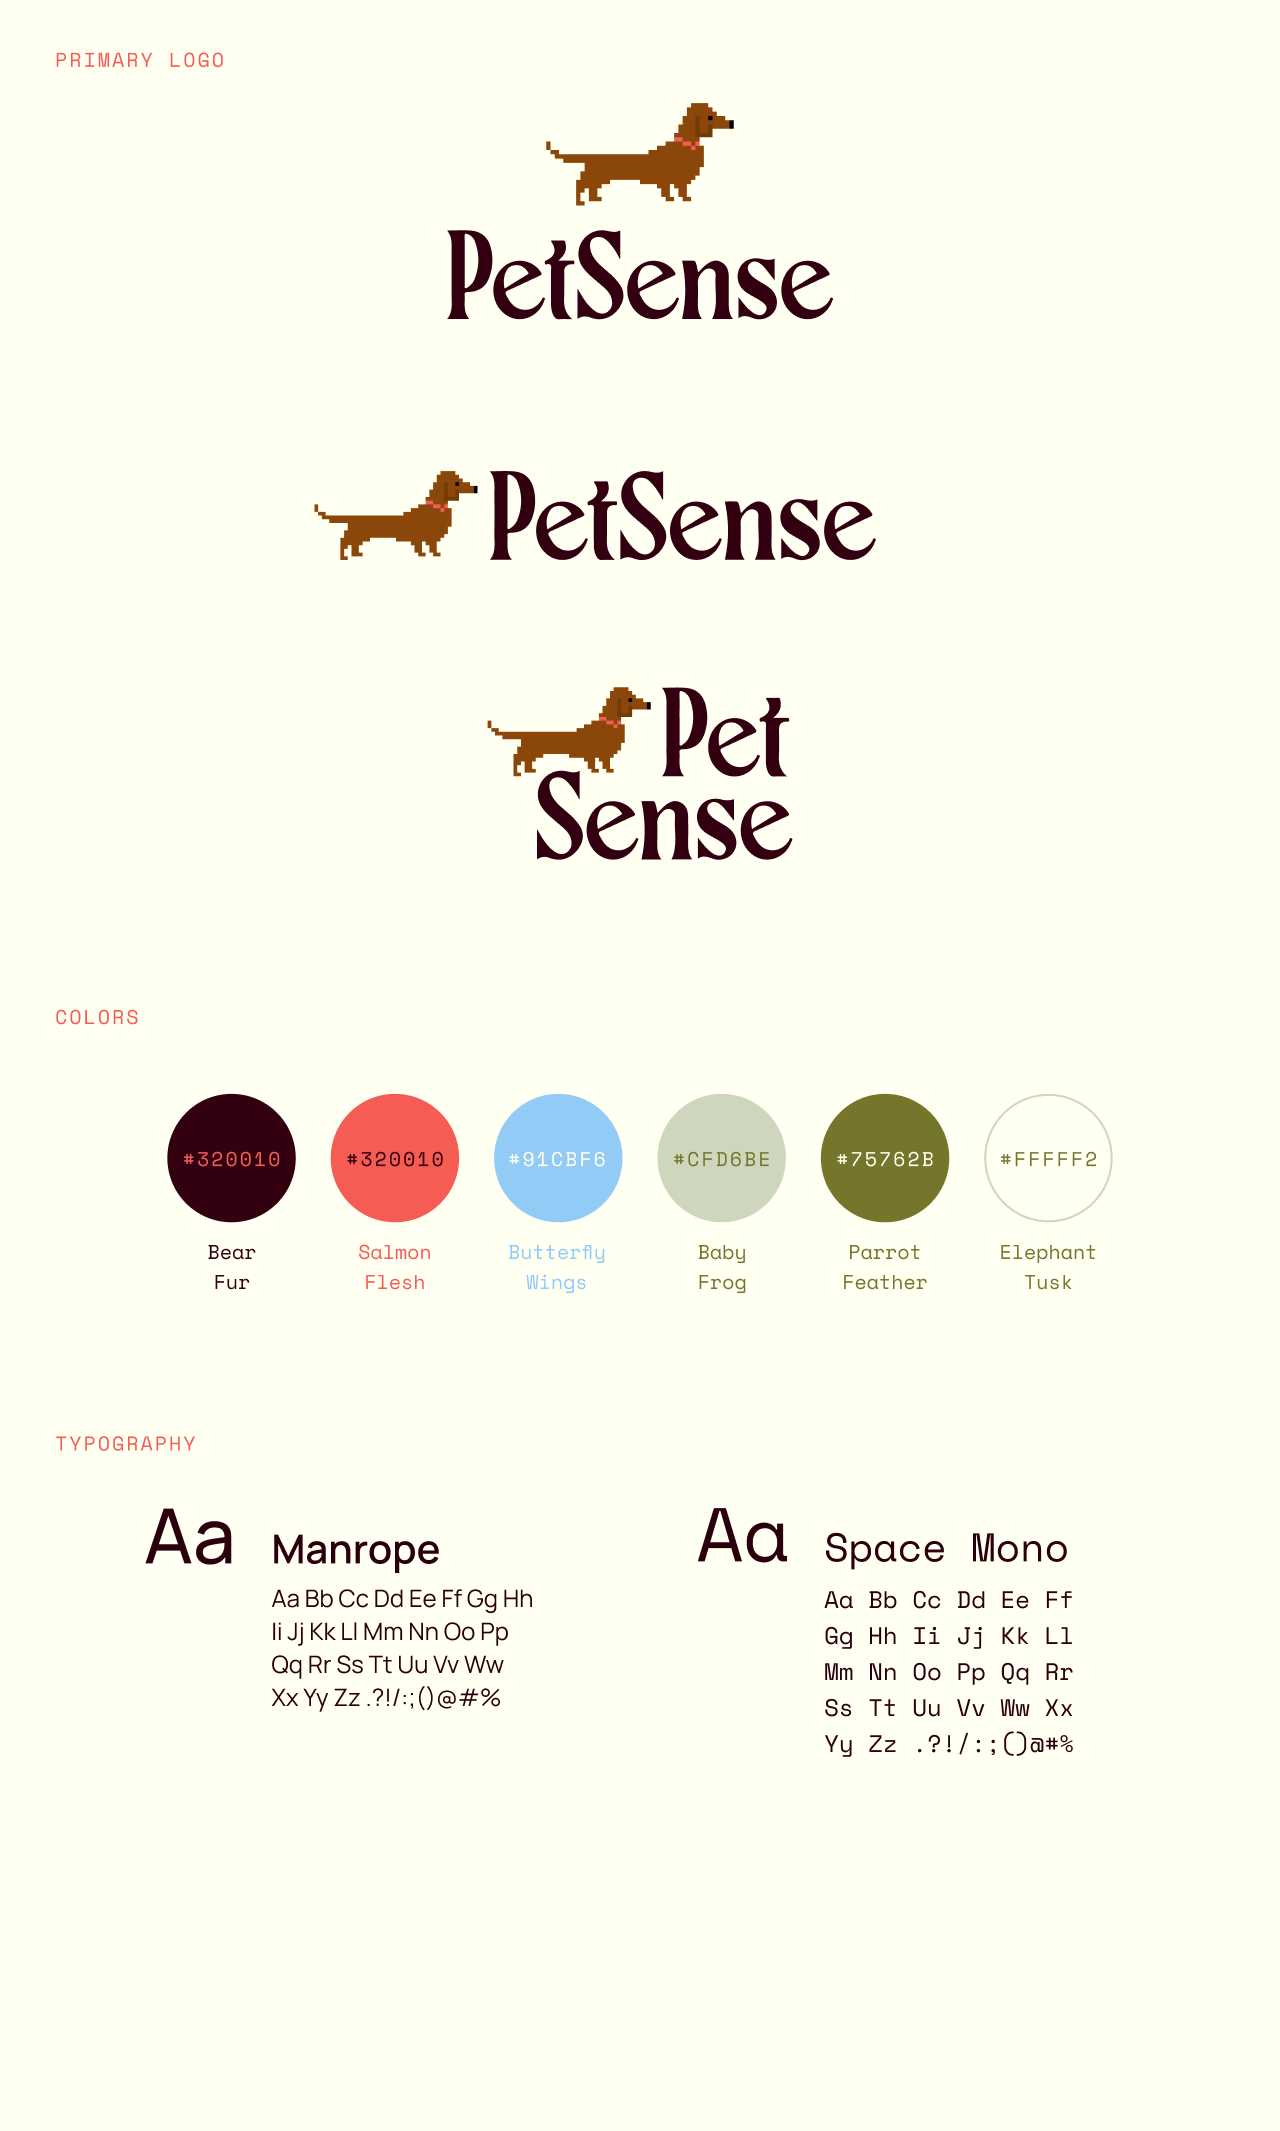 PRIMARY LOGO
PetSense
PetSense
Pet
Sense
COLORS
#320010
#320010
#91CBF6
#CFD6BE
#75762B
#FFFFF2
Bear
Fur
Salmon
Flesh
Butterfly
Wings
Baby
Frog
Parrot
Feather
Elephant
Tusk
TYPOGRAPHY
Aa
Manrope
Aa Bb Cc Dd Ee Ff Gg Hh
Ii Jj Kk Ll Mm Nn Oo Pp
Qq Rr Ss Tt Uu Vv Ww
Xx Yy Zz .?!/:;()@#%
Aa
Space Mono
Aa Bb Cc Dd Ee Ff
Gg Hh Ii Jj Kk Ll
Mm Nn Oo Pp Qq Rr
Ss Tt Uu Vv Ww Xx
Yy Zz .?!/:;()@#%